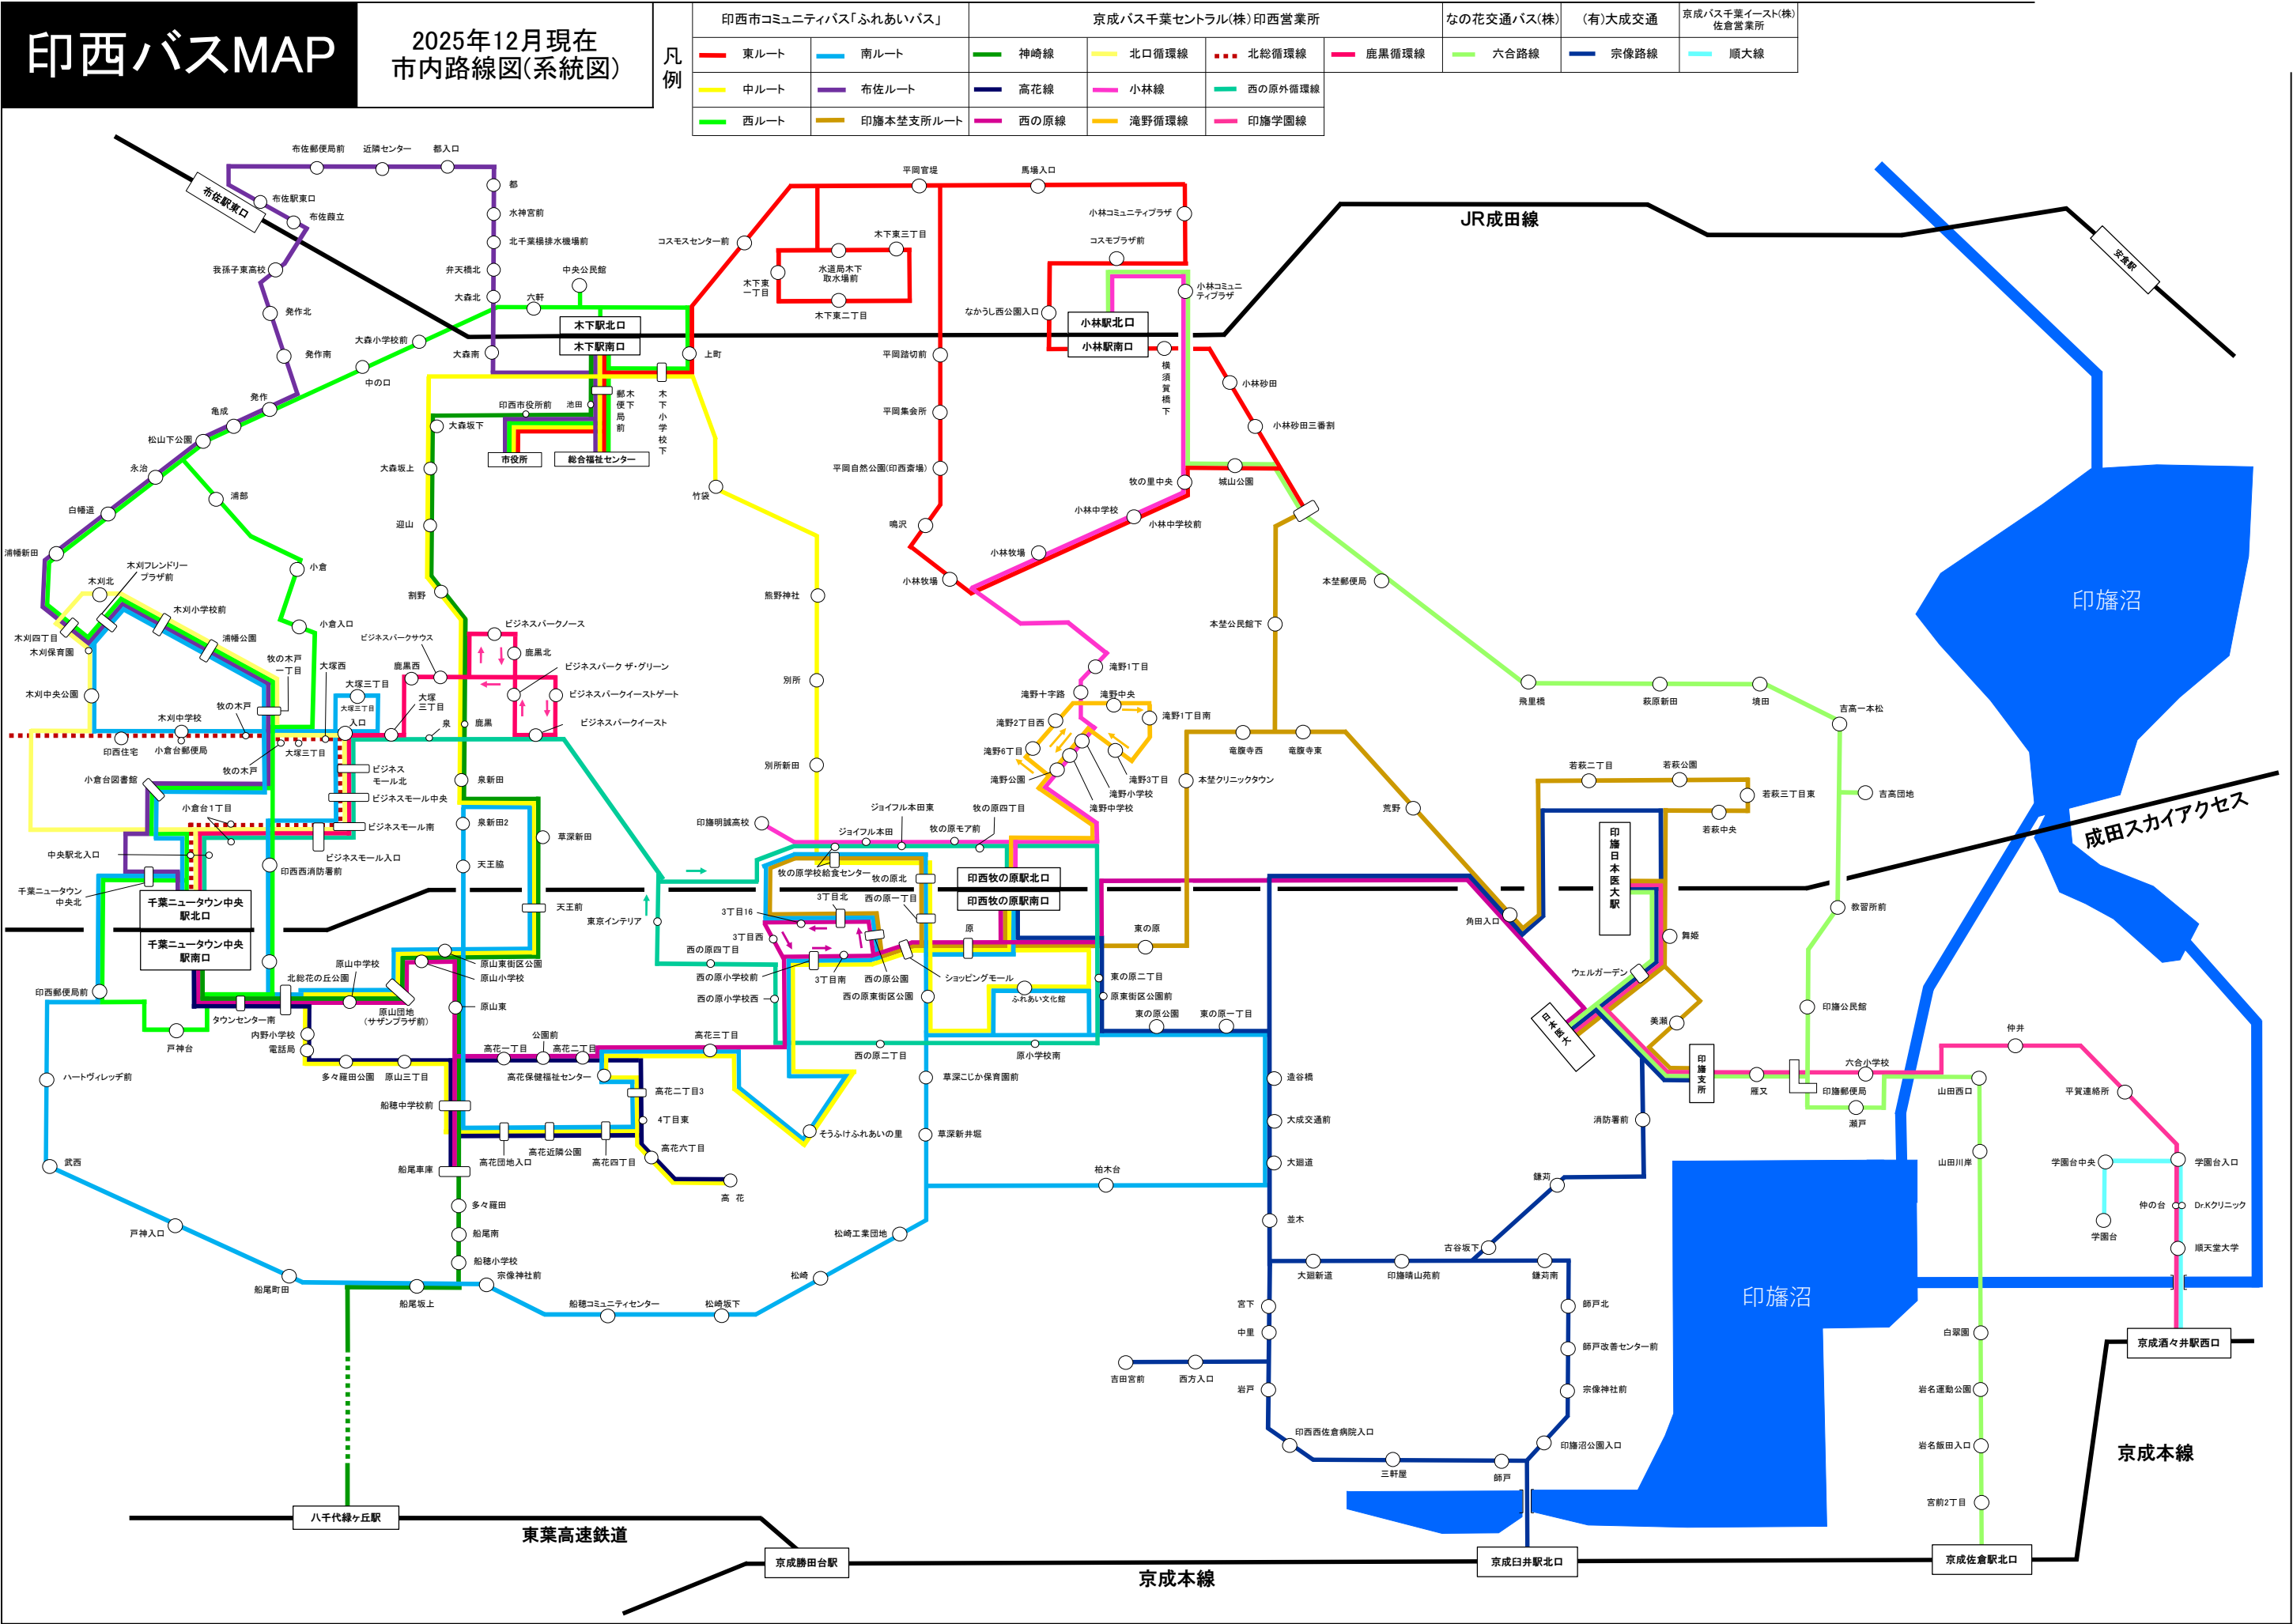 印西バスMAP
2025年12月現在
市内路線図(系統図)
凡例
印西市コミュニティバス「ふれあいバス」
京成バス千葉セントラル(株)印西営業所
なの花交通バス(株)
(有)大成交通
京成バス千葉イースト(株)
佐倉営業所
東ルート
南ルート
神崎線
北口循環線
北総循環線
鹿黒循環線
六合路線
宗像路線
順大線
中ルート
布佐ルート
高花線
小林線
西の原外循環線
西ルート
印旛本埜支所ルート
西の原線
滝野循環線
印旛学園線
布佐郵便局前
近隣センター
都入口
布佐駅東口
布佐駅東口
布佐葭立
都
水神宮前
北千葉揚排水機場前
弁天橋北
大森北
六軒
中央公民館
我孫子東高校
発作北
発作南
大森小学校前
中の口
大森南
木下駅北口
木下駅南口
上町
木下小学校下
木下郵便局前
池田
印西市役所前
市役所
総合福祉センター
発作
亀成
松山下公園
永治
白幡道
浦幡新田
浦部
小倉
小倉入口
大森坂下
大森坂上
迎山
割野
竹袋
熊野神社
別所
別所新田
コスモスセンター前
平岡官堤
馬場入口
木下東三丁目
水道局木下
取水場前
木下東
一丁目
木下東二丁目
小林コミュニティプラザ
コスモプラザ前
なかうし西公園入口
小林コミュニ
ティプラザ
小林駅北口
小林駅南口
横須賀橋下
小林砂田
小林砂田三番割
平岡踏切前
平岡集会所
平岡自然公園(印西斎場)
鳴沢
小林牧場
小林牧場
小林中学校
小林中学校前
牧の里中央
城山公園
JR成田線
安食駅
印旛沼
本埜郵便局
本埜公民館下
飛里橋
萩原新田
境田
吉高一本松
吉高団地
教習所前
印旛公民館
成田スカイアクセス
木刈フレンドリー
プラザ前
木刈北
木刈小学校前
木刈四丁目
木刈保育園
浦幡公園
牧の木戸
一丁目
大塚西
木刈中央公園
木刈中学校
牧の木戸
印西住宅
小倉台郵便局
牧の木戸
大塚三丁目
大塚三丁目
大塚三丁目
入口
大塚
三丁目
泉
鹿黒
鹿黒西
ビジネスパークサウス
ビジネスパークノース
鹿黒北
ビジネスパーク ザ・グリーン
ビジネスパークイーストゲート
ビジネスパークイースト
小倉台図書館
小倉台1丁目
ビジネス
モール北
ビジネスモール中央
ビジネスモール南
ビジネスモール入口
中央駅北入口
印西西消防署前
千葉ニュータウン
中央北
千葉ニュータウン中央
駅北口
千葉ニュータウン中央
駅南口
泉新田
泉新田2
草深新田
天王脇
天王前
東京インテリア
滝野1丁目
滝野十字路
滝野中央
滝野2丁目西
滝野1丁目南
滝野6丁目
滝野公園
滝野3丁目
滝野小学校
滝野中学校
竜腹寺西
竜腹寺東
本埜クリニックタウン
荒野
若萩二丁目
若萩公園
若萩三丁目東
若萩中央
印旛明誠高校
ジョイフル本田
ジョイフル本田東
牧の原モア前
牧の原四丁目
牧の原学校給食センター
牧の原北
西の原一丁目
印西牧の原駅北口
印西牧の原駅南口
印旛日本医大駅
角田入口
舞姫
ウェルガーデン
美瀬
日本医大
印旛支所
3丁目16
3丁目北
3丁目西
3丁目南
西の原公園
ショッピングモール
原
東の原
西の原四丁目
西の原小学校前
西の原小学校西
西の原東街区公園
ふれあい文化館
東の原二丁目
原東街区公園前
東の原公園
東の原一丁目
西の原二丁目
原小学校南
印西郵便局前
戸神台
タウンセンター南
北総花の丘公園
原山中学校
原山団地
(サザンプラザ前)
原山東街区公園
原山小学校
原山東
内野小学校
電話局
多々羅田公園
原山三丁目
船穂中学校前
船尾車庫
高花一丁目
公園前
高花二丁目
高花保健福祉センター
高花三丁目
高花二丁目3
4丁目東
高花六丁目
高花団地入口
高花近隣公園
高花四丁目
高 花
そうふけふれあいの里
草深こじか保育園前
草深新井堀
柏木台
ハートヴィレッヂ前
武西
戸神入口
船尾町田
船尾坂上
多々羅田
船尾南
船穂小学校
宗像神社前
船穂コミュニティセンター
松崎坂下
松崎
松崎工業団地
造谷橋
大成交通前
大廻道
並木
宮下
中里
岩戸
吉田宮前
西方入口
大廻新道
印旛晴山苑前
鎌苅南
古谷坂下
鎌苅
消防署前
師戸北
師戸改善センター前
宗像神社前
印旛沼公園入口
師戸
三軒屋
印西西佐倉病院入口
雁又
印旛郵便局
六合小学校
瀬戸
山田西口
山田川岸
白翠園
岩名運動公園
岩名飯田入口
宮前2丁目
仲井
平賀連絡所
学園台入口
学園台中央
学園台
仲の台
Dr.Kクリニック
順天堂大学
印旛沼
京成酒々井駅西口
京成本線
八千代緑ヶ丘駅
東葉高速鉄道
京成勝田台駅
京成本線
京成臼井駅北口
京成佐倉駅北口